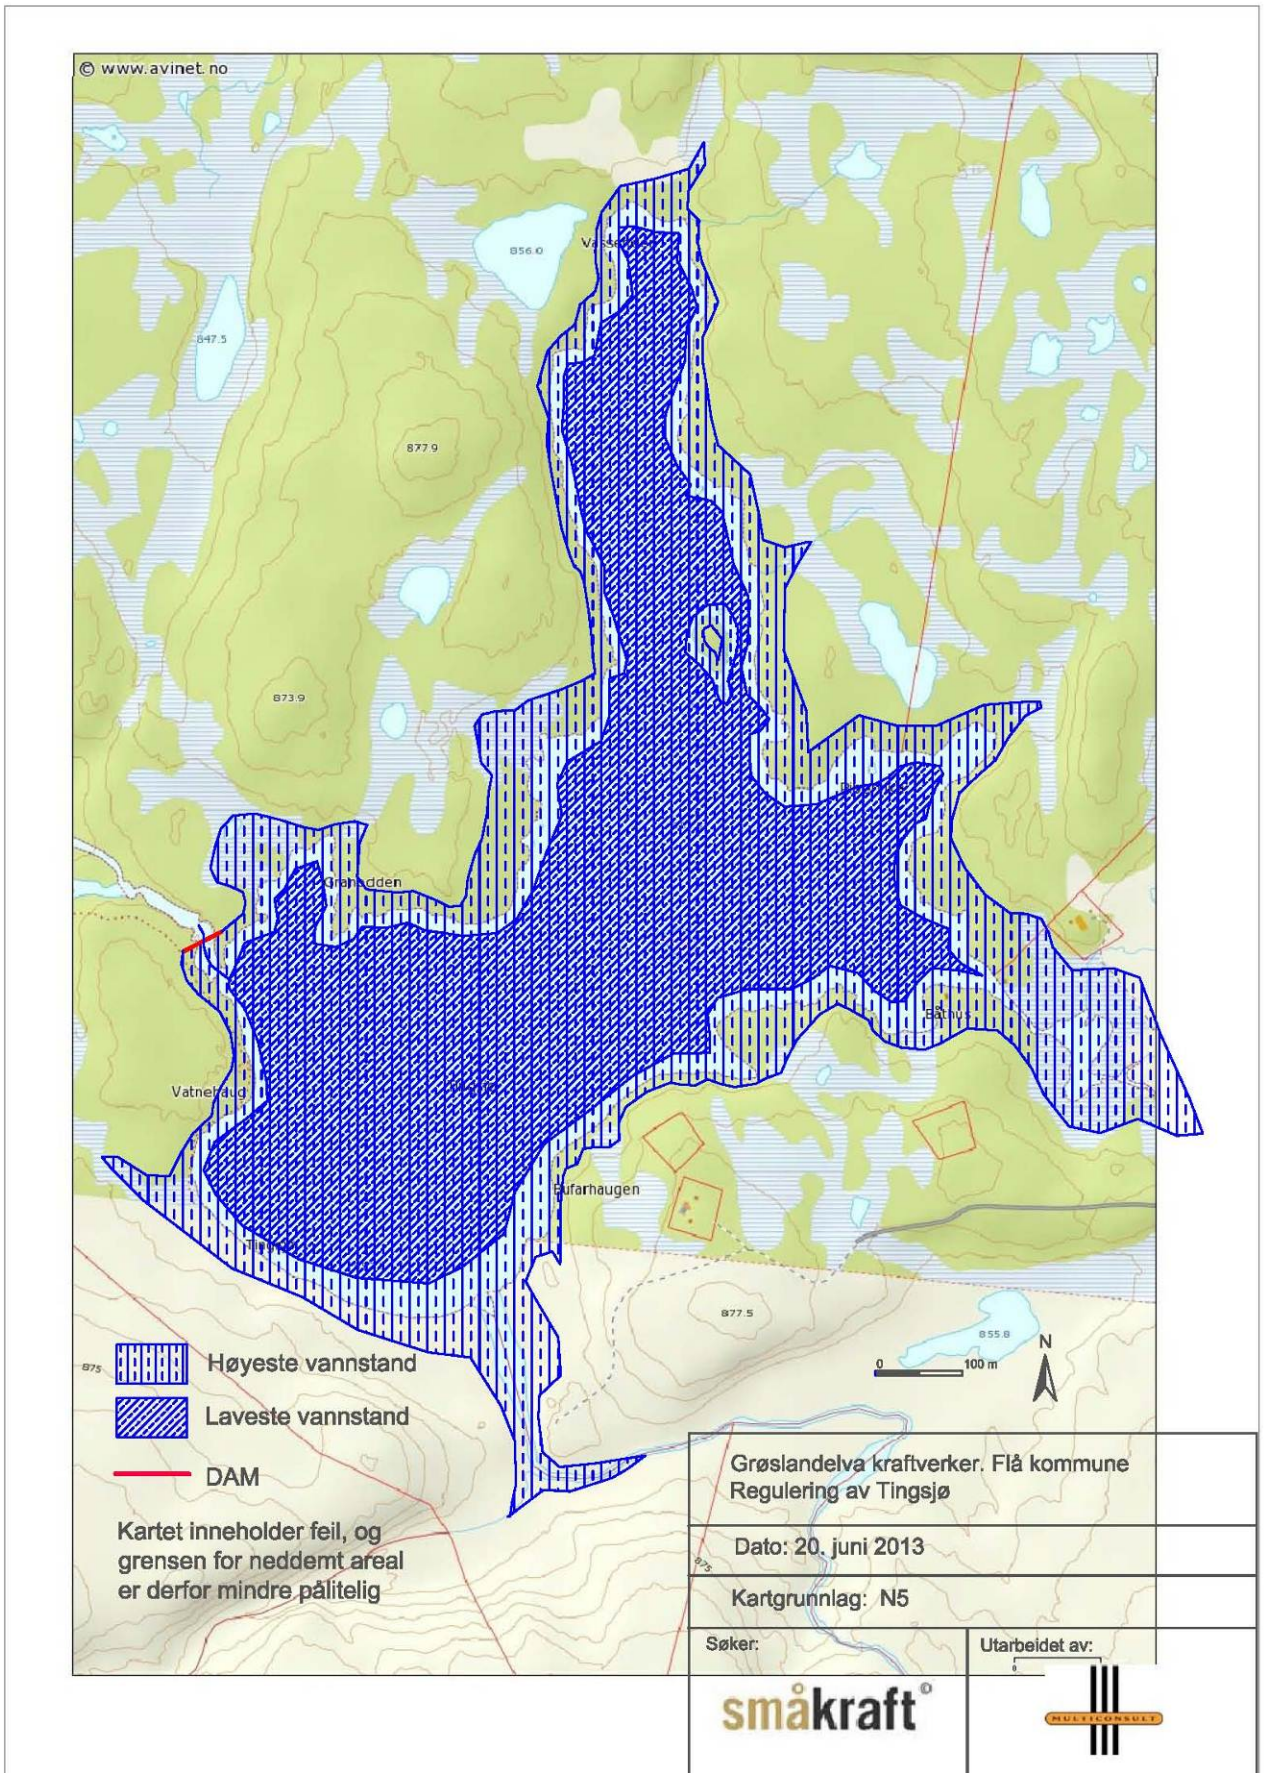 © www.avinet.no
856.0
847.5
877.9
873.9
Granodden
Båthus
Vatnehaug
Bufarhaugen
877.5
855.8
875
Høyeste vannstand
Laveste vannstand
DAM
Kartet inneholder feil, og
grensen for neddemt areal
er derfor mindre pålitelig
0 100 m
N
Grøslandelva kraftverker. Flå kommune
Regulering av Tingsjø
Dato: 20. juni 2013
875
Kartgrunnlag: N5
Søker:
Utarbeidet av:
0
småkraft©
MULTICONSULT